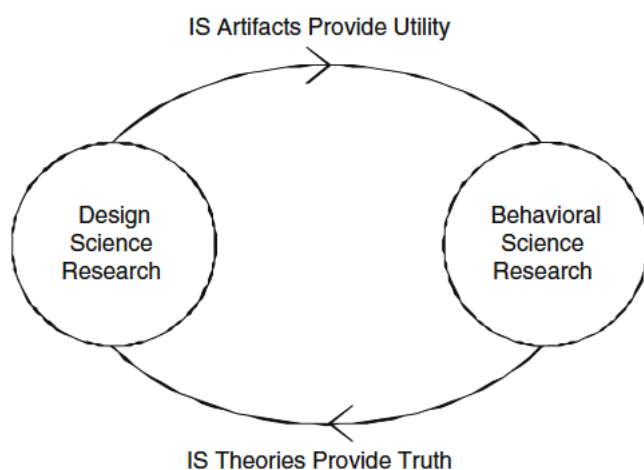 IS Artifacts Provide Utility
Design
Science
Research
Behavioral
Science
Research
IS Theories Provide Truth